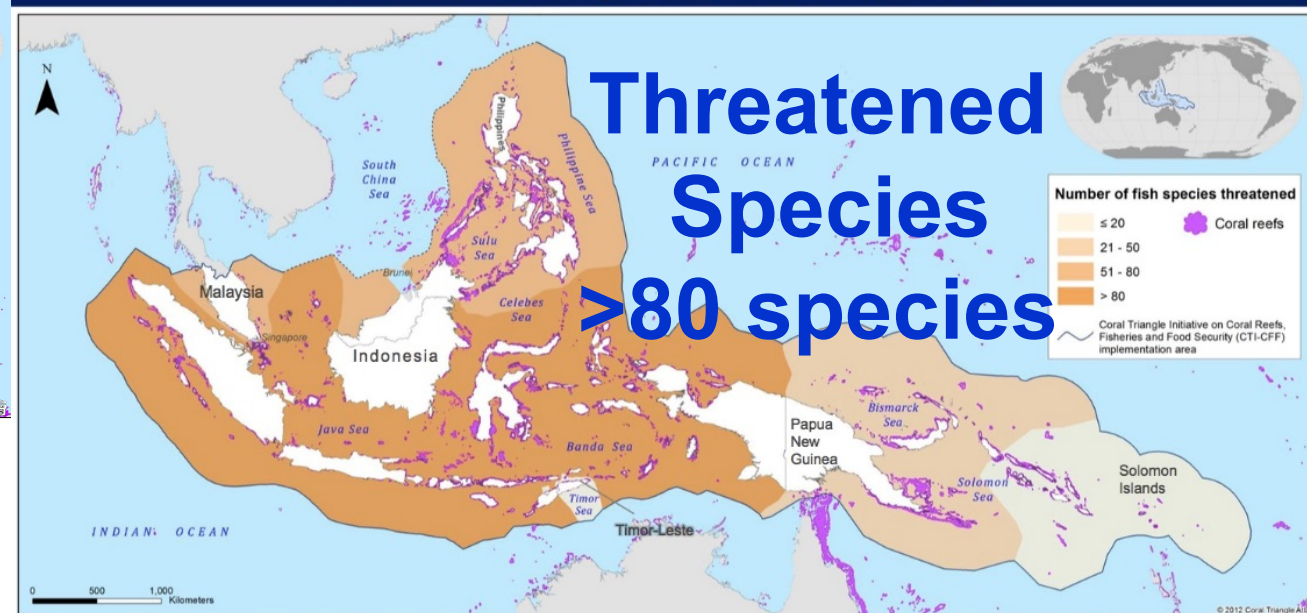 N
Threatened
Species
>80 species
PACIFIC OCEAN
Philippines
Philippine Sea
South
China
Sea
Sulu
Sea
Brunei
Malaysia
Celebes
Sea
Singapore
Indonesia
Java Sea
Banda Sea
Bismarck
Sea
Papua
New
Guinea
Solomon
Sea
Solomon
Islands
Timor
Sea
Timor-Leste
INDIAN OCEAN
Number of fish species threatened
≤ 20
Coral reefs
21 - 50
51 - 80
> 80
Coral Triangle Initiative on Coral Reefs,
Fisheries and Food Security (CTI-CFF)
implementation area
0 500 1,000
Kilometers
© 2012 Coral Triangle